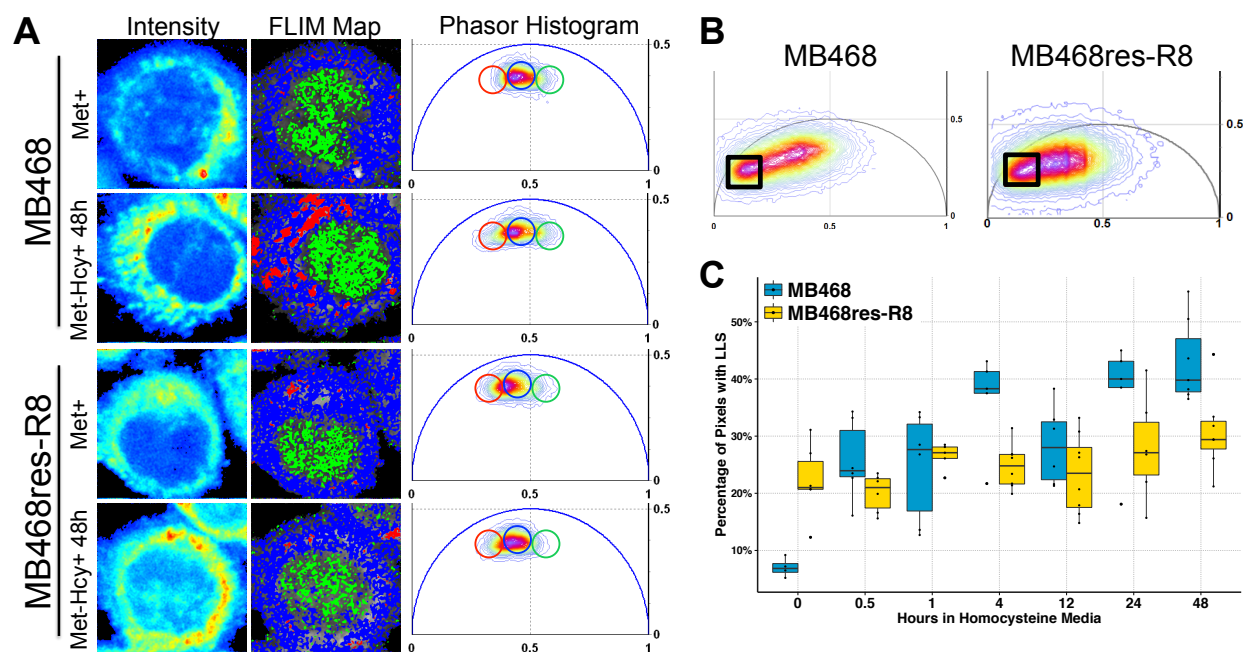 A
Intensity
FLIM Map
Phasor Histogram
MB468
Met+
0.5
0
0
0.5
1
Met-Hcy+ 48h
0.5
0
0
0.5
1
MB468res-R8
Met+
0.5
0
0
0.5
1
Met-Hcy+ 48h
0.5
0
0
0.5
1
B
MB468
MB468res-R8
0.5
0
0
0.5
1
0.5
0
0
0.5
1
C
MB468
MB468res-R8
Percentage of Pixels with LLS
50%
40%
30%
20%
10%
0
0.5
1
4
12
24
48
Hours in Homocysteine Media